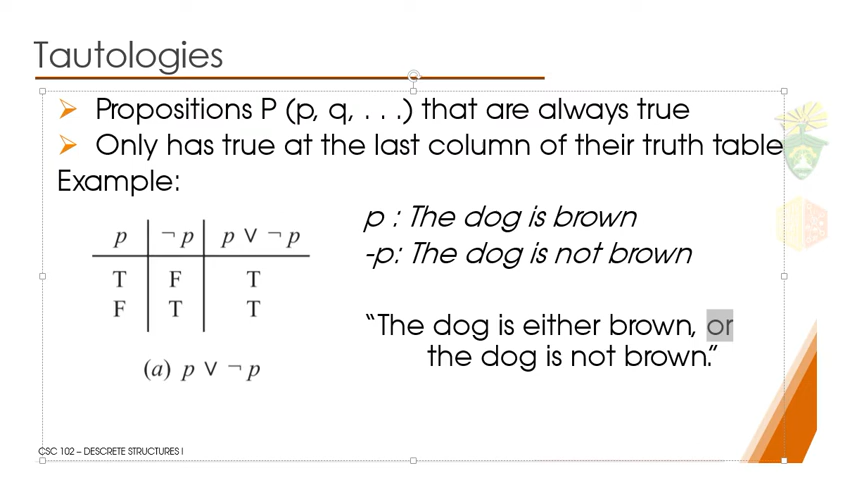 Tautologies
➢ Propositions P (p, q, . . .) that are always true
➢ Only has true at the last column of their truth table
Example:
p ¬ p p ∨ ¬ p
T F T
F T T
(a) p ∨ ¬ p
p : The dog is brown
-p: The dog is not brown
“The dog is either brown, or
the dog is not brown.”
CSC 102 – DESCRETE STRUCTURES I